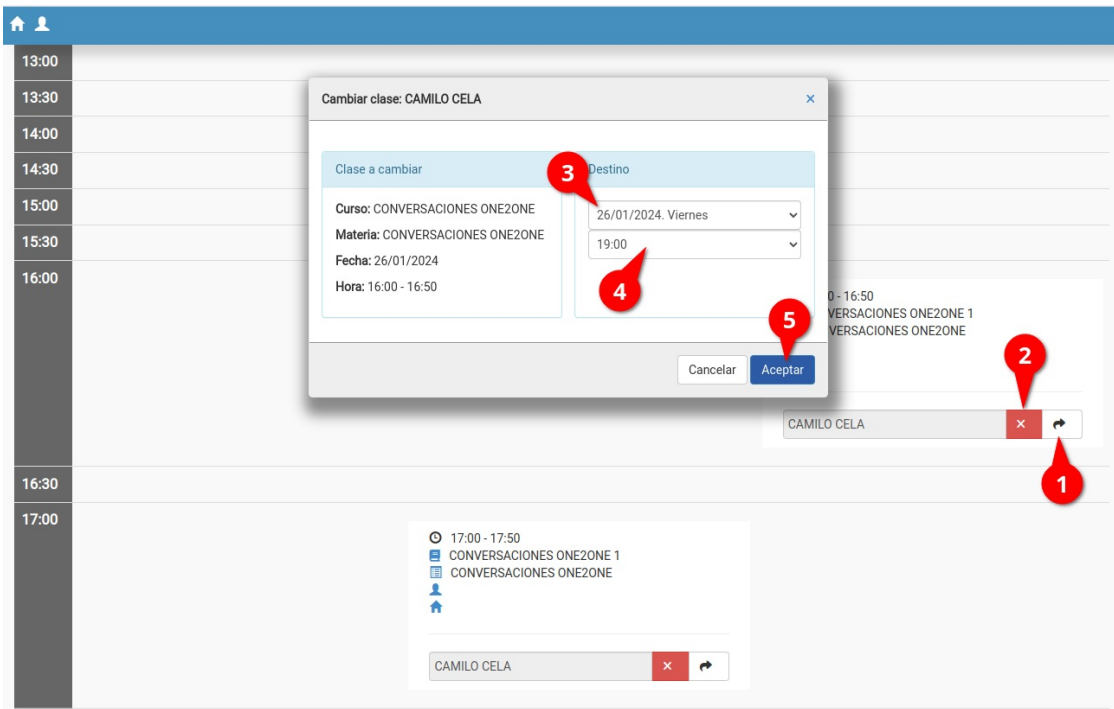 13:00
13:30
14:00
14:30
15:00
15:30
16:00
16:30
17:00
Cambiar clase: CAMILO CELA
×
Clase a cambiar
Curso: CONVERSACIONES ONE2ONE
Materia: CONVERSACIONES ONE2ONE
Fecha: 26/01/2024
Hora: 16:00 - 16:50
3
Destino
26/01/2024. Viernes
19:00
4
5
Cancelar
Aceptar
0 - 16:50
VERSACIONES ONE2ONE 1
VERSACIONES ONE2ONE
2
CAMILO CELA
×
1
17:00 - 17:50
CONVERSACIONES ONE2ONE 1
CONVERSACIONES ONE2ONE
CAMILO CELA
×